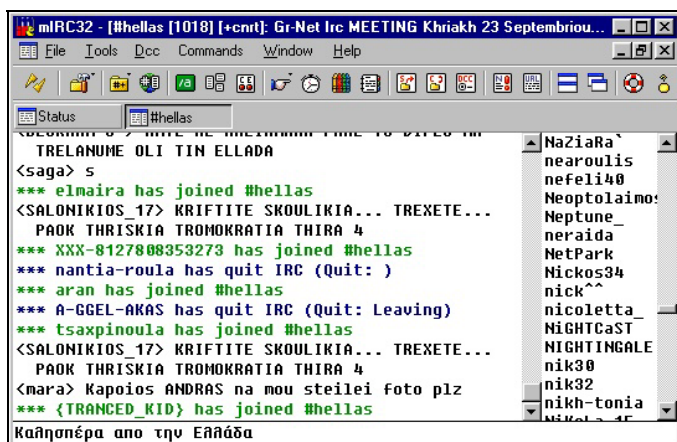 mIRC32 - [#hellas [1018] [+cnrt]: Gr-Net Irc MEETING Khriakh 23 Septembriou...
File Tools Dcc Commands Window Help
Status #hellas
TRELANUME OLI TIN ELLADA
<saga> s
*** elmaira has joined #hellas
<SALONIKIOS_17> KRIFTITE SKOULIKIA... TREXETE...
PAOK THRISKIA TROMOKRATIA THIRA 4
*** XXX-8127808353273 has joined #hellas
*** nantia-roula has quit IRC (Quit: )
*** aran has joined #hellas
*** A-GGEL-AKAS has quit IRC (Quit: Leaving)
*** tsaxpinoula has joined #hellas
<SALONIKIOS_17> KRIFTITE SKOULIKIA... TREXETE...
PAOK THRISKIA TROMOKRATIA THIRA 4
<mara> Kapoios ANDRAS na mou steilei foto plz
*** {TRANCED_KID} has joined #hellas
NaZiaRa`
nearoulis
nefeli40
Neoptolaimos
Neptune_
neraida
NetPark
Nickos34
nick^^
nicoletta_
NiGHTCaST
NIGHTINGALE
nik30
nik32
nikh-tonia
Καλησπέρα απο την Ελλάδα